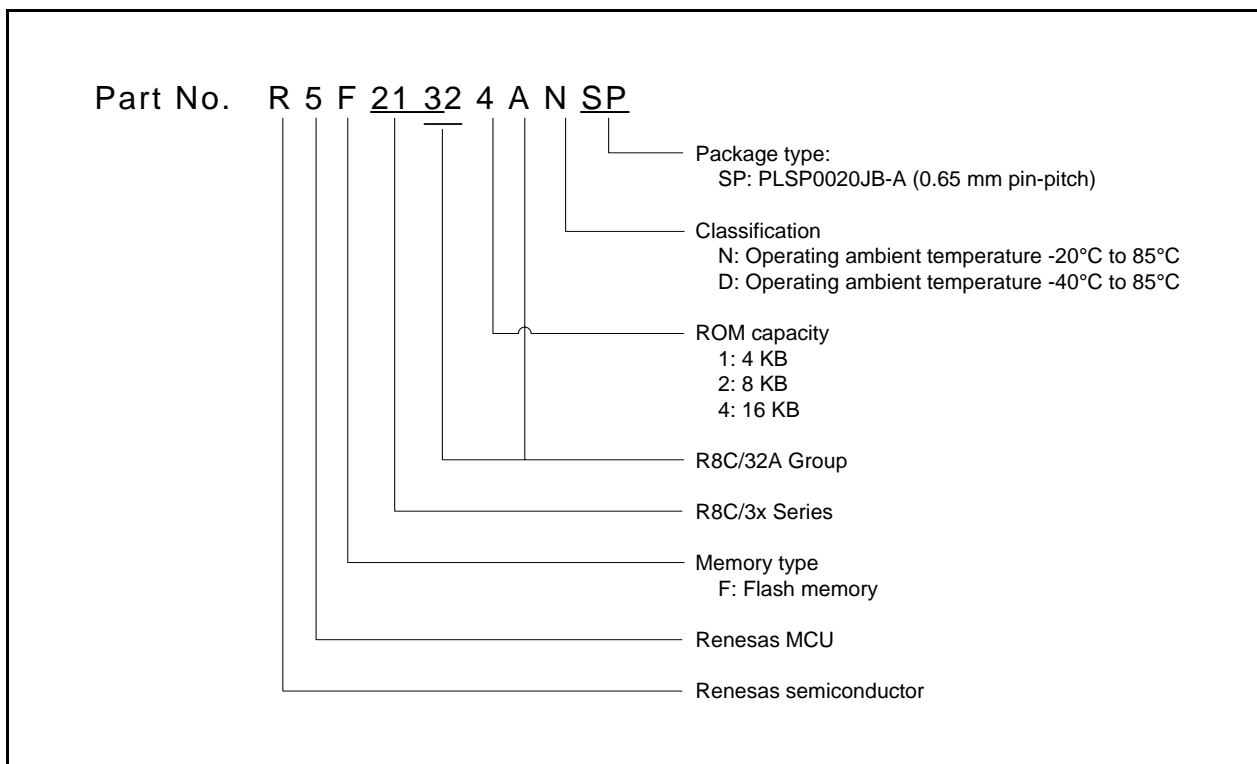 Part No. R 5 F 21 32 4 A N SP
Package type:
SP: PLSP0020JB-A (0.65 mm pin-pitch)
Classification
N: Operating ambient temperature -20°C to 85°C
D: Operating ambient temperature -40°C to 85°C
ROM capacity
1: 4 KB
2: 8 KB
4: 16 KB
R8C/32A Group
R8C/3x Series
Memory type
F: Flash memory
Renesas MCU
Renesas semiconductor